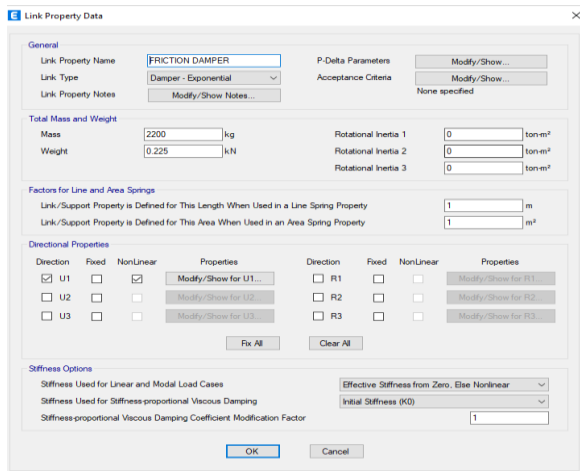 Link Property Data
General
Link Property Name FRICTION DAMPER P-Delta Parameters Modify/Show...
Link Type Damper - Exponential Acceptance Criteria Modify/Show...
Link Property Notes Modify/Show Notes... None specified
Total Mass and Weight
Mass 2200 kg Rotational Inertia 1 0 ton-m²
Weight 0.225 kN Rotational Inertia 2 0 ton-m²
Rotational Inertia 3 0 ton-m²
Factors for Line and Area Springs
Link/Support Property is Defined for This Length When Used in a Line Spring Property 1 m
Link/Support Property is Defined for This Area When Used in an Area Spring Property 1 m²
Directional Properties
Direction Fixed NonLinear Properties Direction Fixed NonLinear Properties
U1 Modify/Show for U1... R1 Modify/Show for R1...
U2 Modify/Show for U2... R2 Modify/Show for R2...
U3 Modify/Show for U3... R3 Modify/Show for R3...
Fix All Clear All
Stiffness Options
Stiffness Used for Linear and Modal Load Cases Effective Stiffness from Zero, Else Nonlinear
Stiffness Used for Stiffness-proportional Viscous Damping Initial Stiffness (K0)
Stiffness-proportional Viscous Damping Coefficient Modification Factor 1
OK Cancel